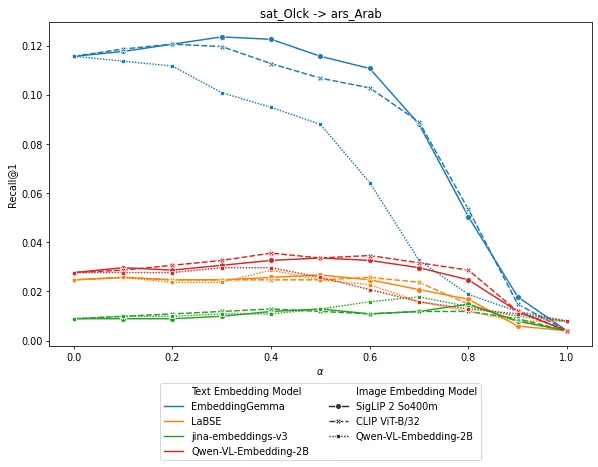 sat_Olck -> ars_Arab
Recall@1
0.12
0.10
0.08
0.06
0.04
0.02
0.00
0.0 0.2 0.4 0.6 0.8 1.0
α
Text Embedding Model
EmbeddingGemma
LaBSE
jina-embeddings-v3
Qwen-VL-Embedding-2B
Image Embedding Model
SigLIP 2 So400m
CLIP ViT-B/32
Qwen-VL-Embedding-2B